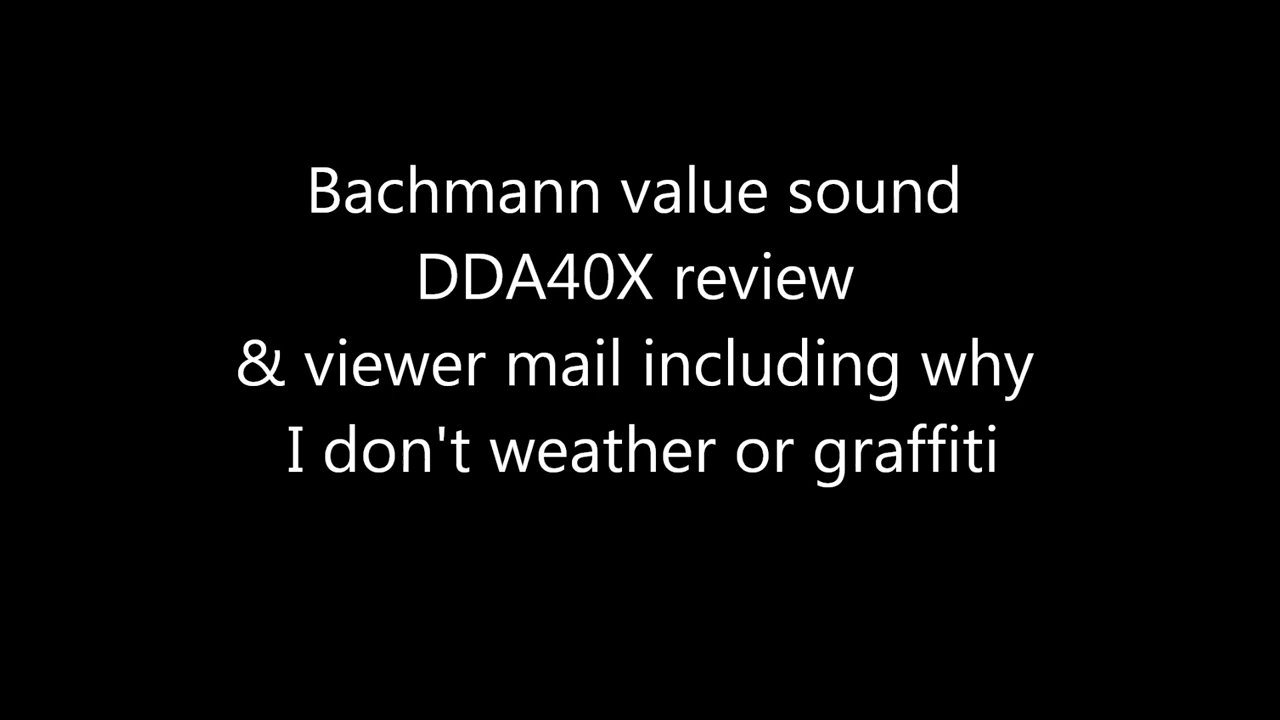 Bachmann value sound
DDA40X review
& viewer mail including why
I don't weather or graffiti